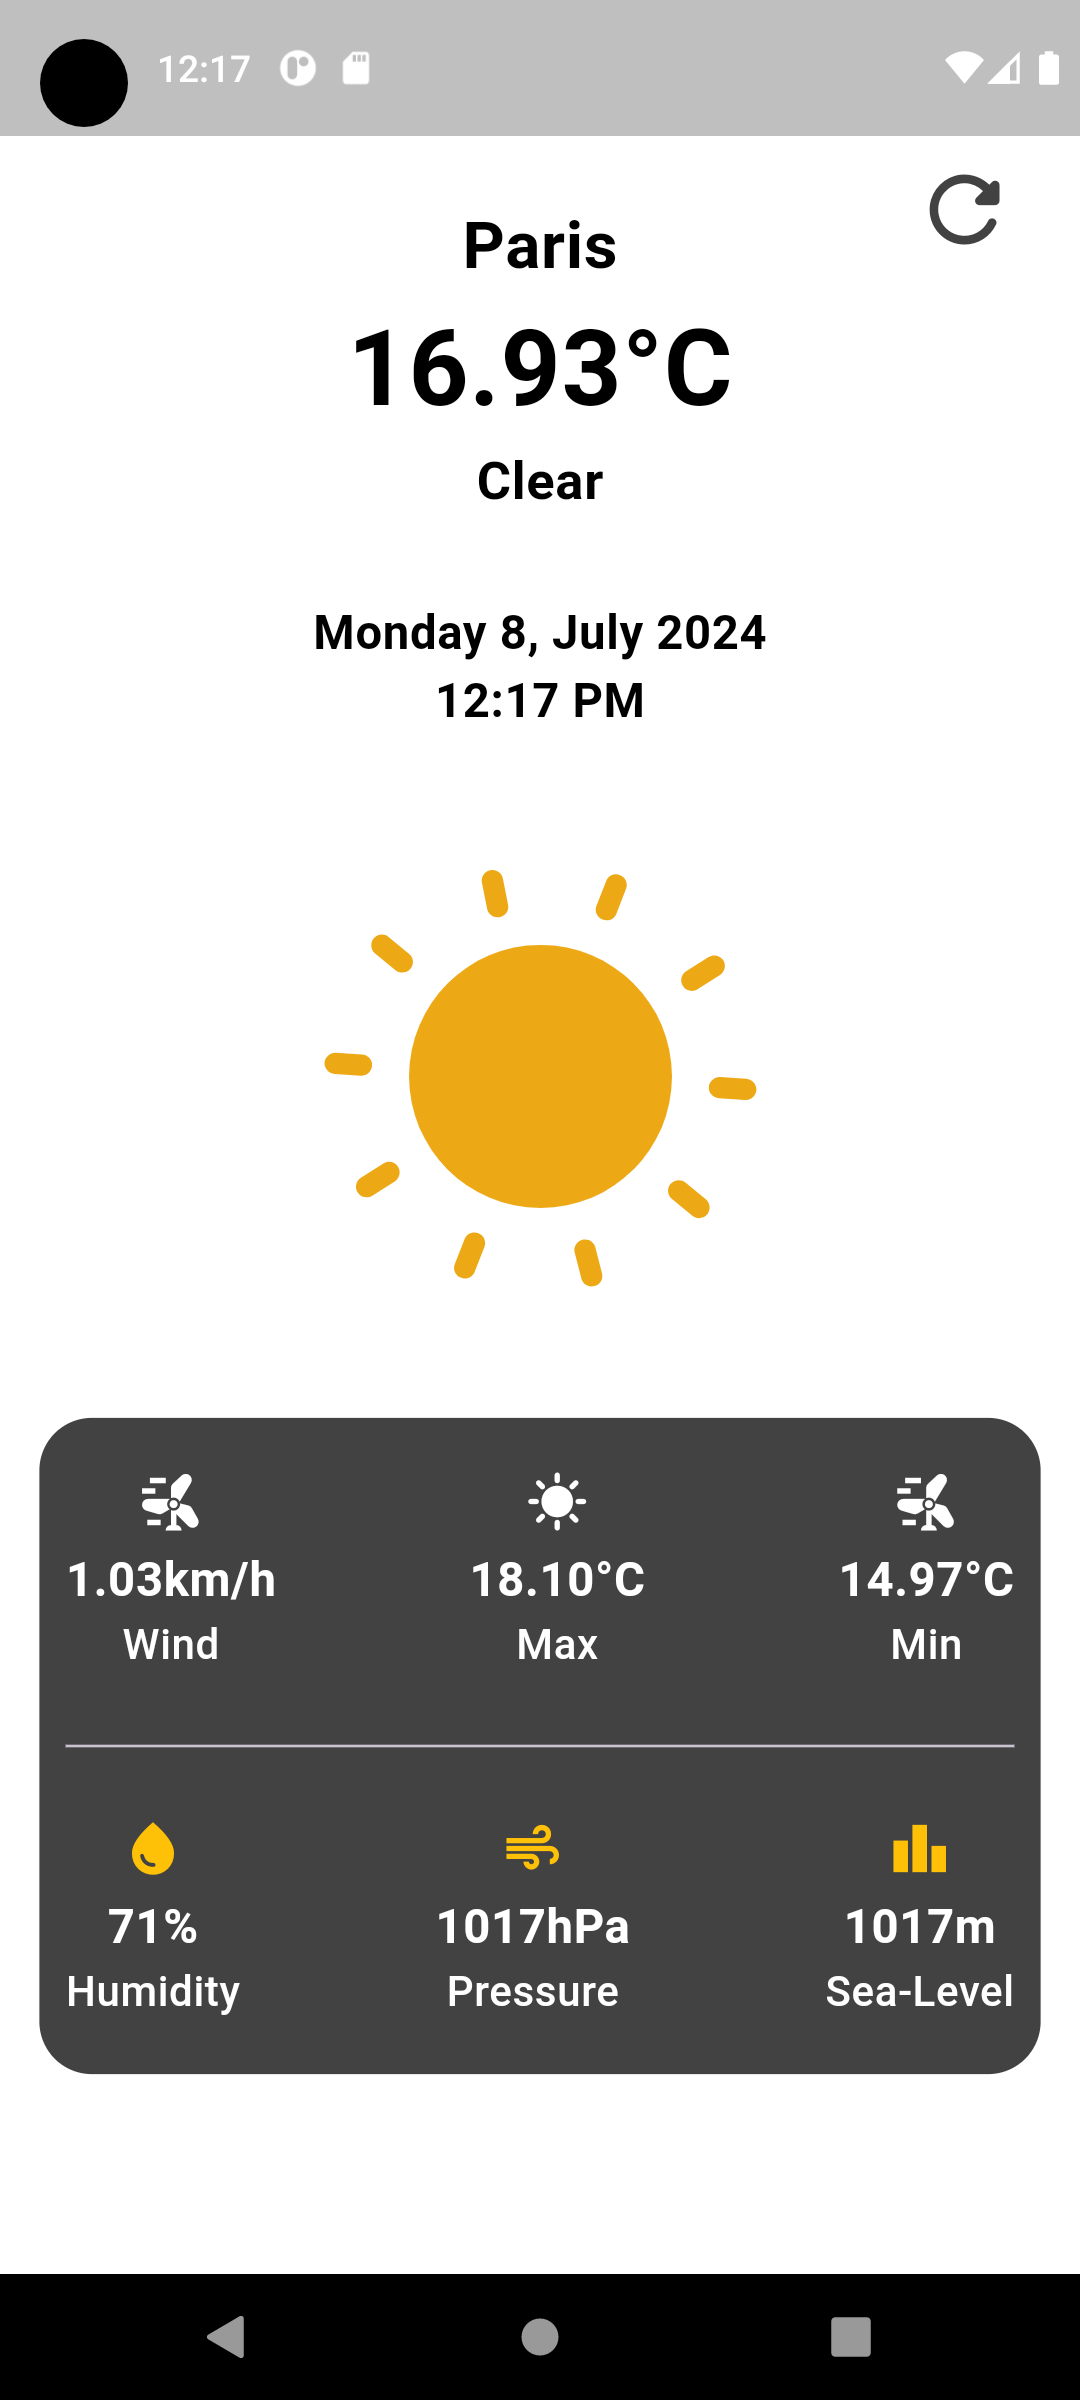 12:17
Paris
16.93°C
Clear
Monday 8, July 2024
12:17 PM
1.03km/h 18.10°C 14.97°C
Wind Max Min
71% 1017hPa 1017m
Humidity Pressure Sea-Level